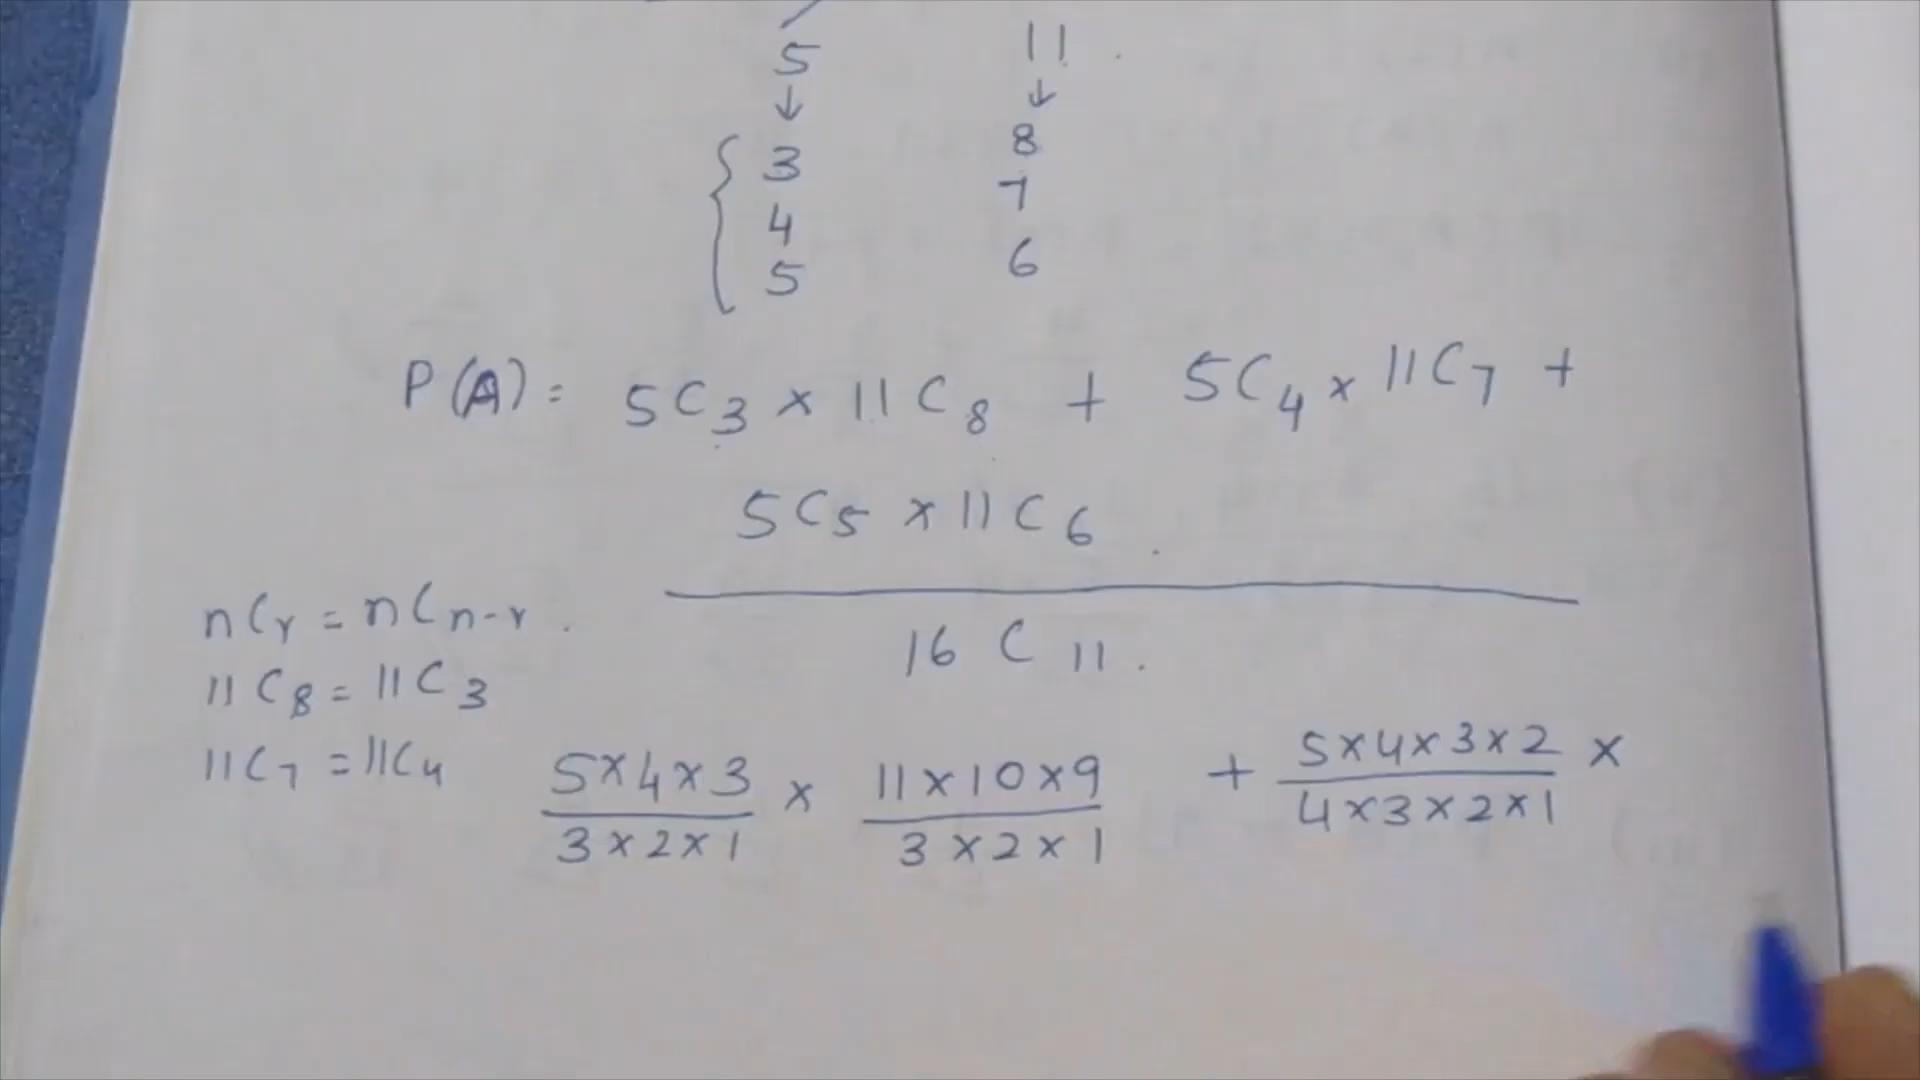 5 11
↓ ↓
{ 3 8
4 7
5 6
P(A) = 5C3 × 11C8 + 5C4 × 11C7 +
5C5 × 11C6
nCr = nCn-r.
16 C 11.
11C8 = 11C3
11C7 = 11C4
5×4×3 × 11×10×9 + 5×4×3×2 ×
3×2×1 3×2×1 4×3×2×1